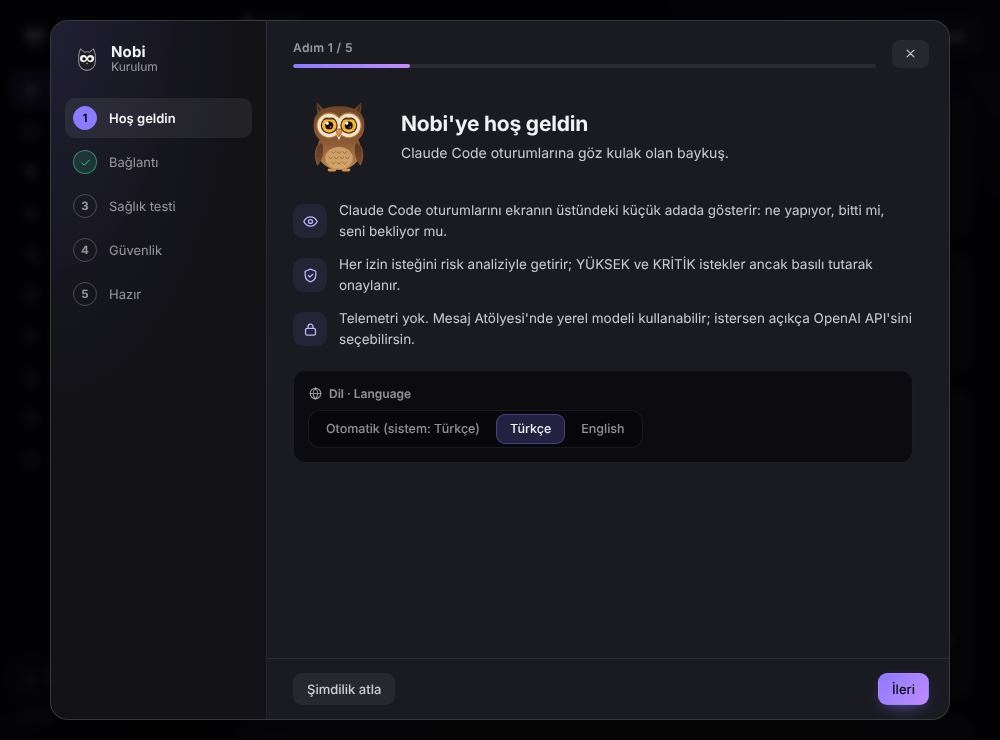 Nobi
Kurulum
1 Hoş geldin
Bağlantı
3 Sağlık testi
4 Güvenlik
5 Hazır
Adım 1 / 5
Nobi'ye hoş geldin
Claude Code oturumlarına göz kulak olan baykuş.
Claude Code oturumlarını ekranın üstündeki küçük adada gösterir: ne yapıyor, bitti mi,
seni bekliyor mu.
Her izin isteğini risk analiziyle getirir; YÜKSEK ve KRİTİK istekler ancak basılı tutarak
onaylanır.
Telemetri yok. Mesaj Atölyesi'nde yerel modeli kullanabilir; istersen açıkça OpenAI API'sini
seçebilirsin.
Dil · Language
Otomatik (sistem: Türkçe) Türkçe English
Şimdilik atla İleri